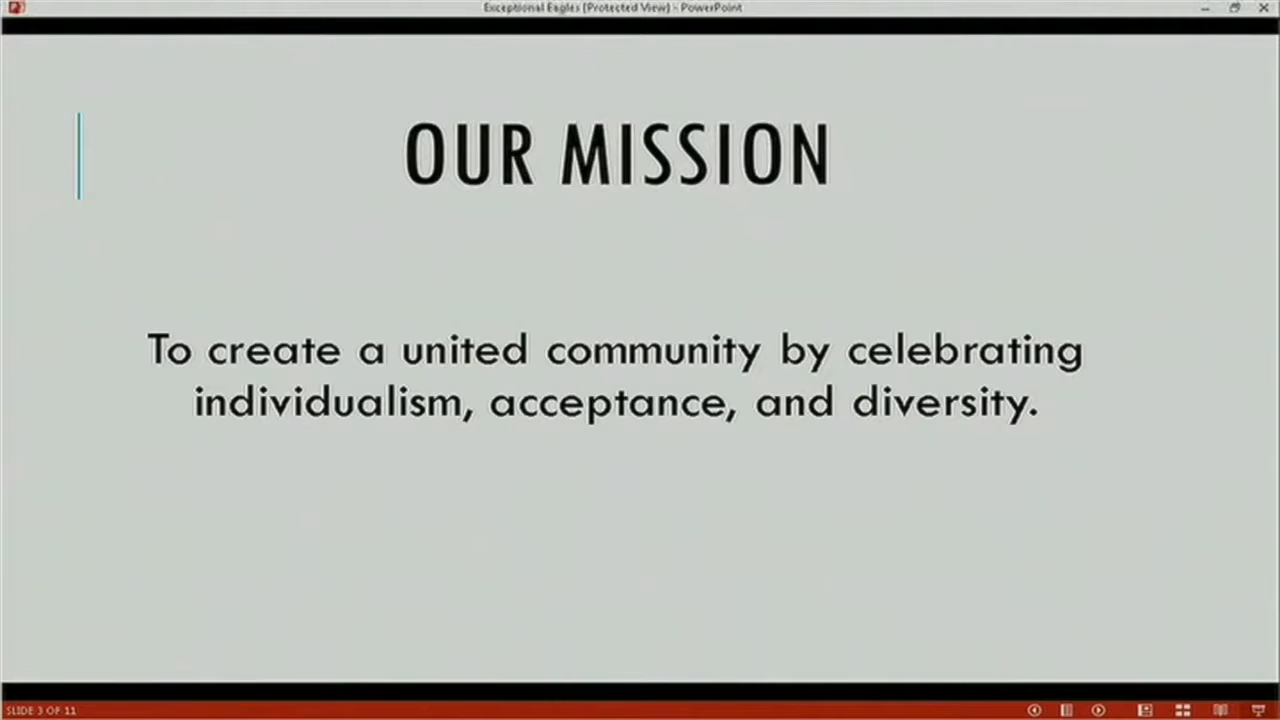 Exceptional Eagles [Protected View] - PowerPoint
OUR MISSION
To create a united community by celebrating
individualism, acceptance, and diversity.
SLIDE 3 OF 11